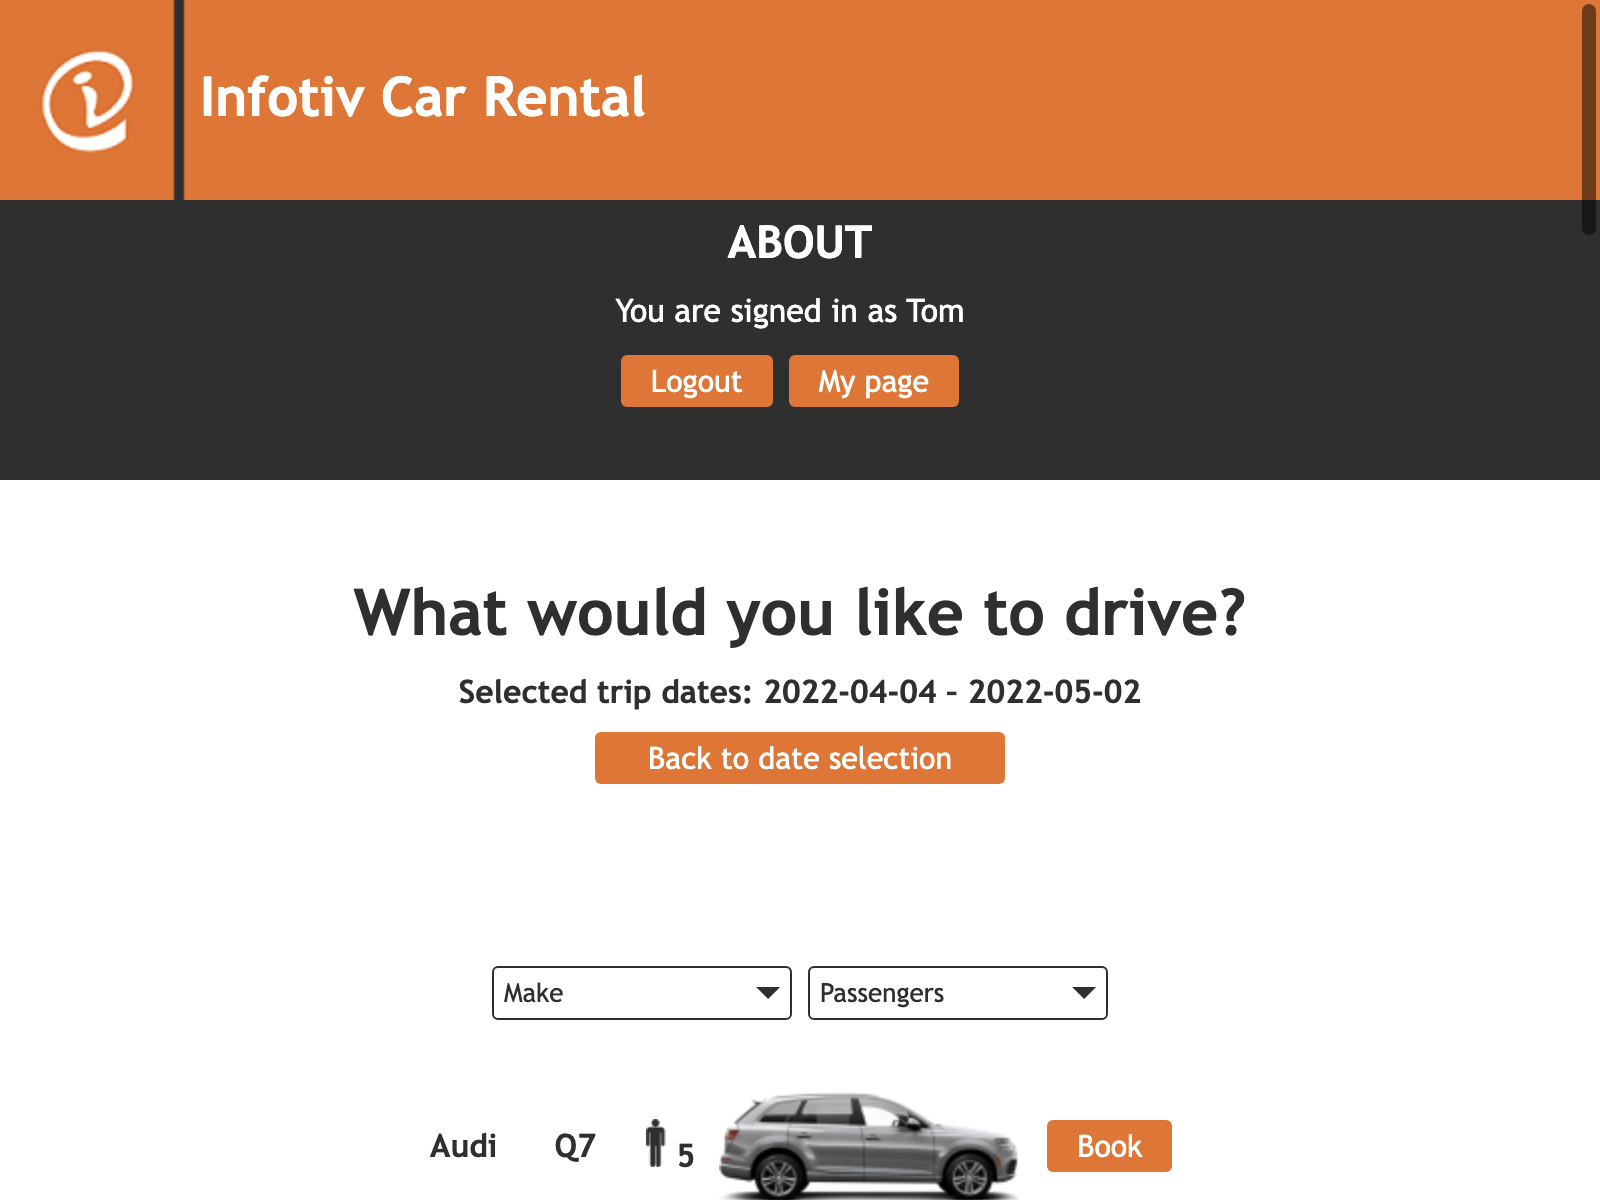 Infotiv Car Rental
ABOUT
You are signed in as Tom
Logout
My page
What would you like to drive?
Selected trip dates: 2022-04-04 – 2022-05-02
Back to date selection
Make
Passengers
Audi
Q7
5
Book